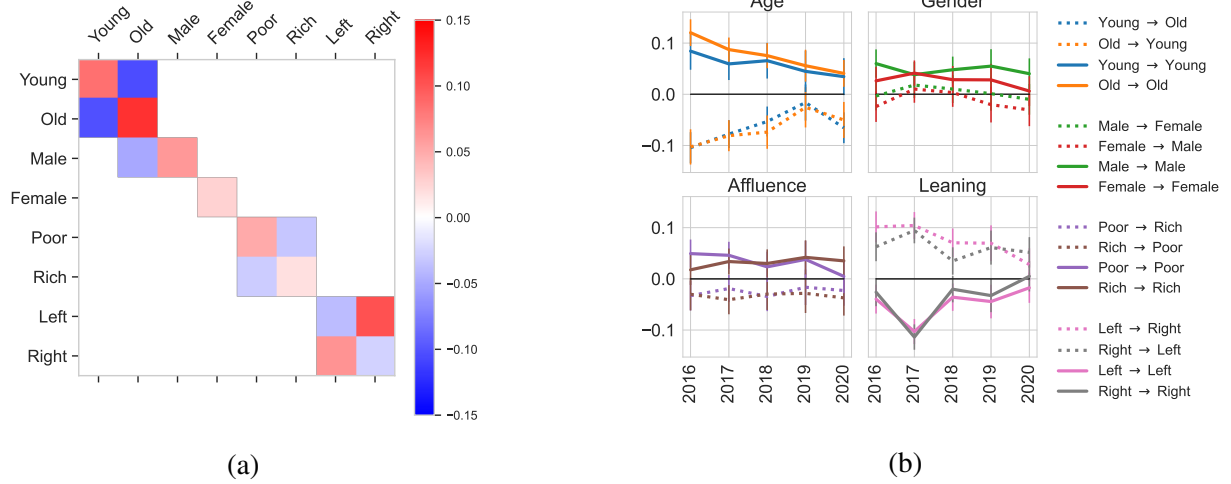 Young Old Male Female Poor Rich Left Right
Young
Old
Male
Female
Poor
Rich
Left
Right
0.15
0.10
0.05
0.00
−0.05
−0.10
−0.15
(a)
Age
Gender
0.1
0.0
−0.1
Affluence
Leaning
0.1
0.0
−0.1
2016 2017 2018 2019 2020
2016 2017 2018 2019 2020
Young → Old
Old → Young
Young → Young
Old → Old
Male → Female
Female → Male
Male → Male
Female → Female
Poor → Rich
Rich → Poor
Poor → Poor
Rich → Rich
Left → Right
Right → Left
Left → Left
Right → Right
(b)